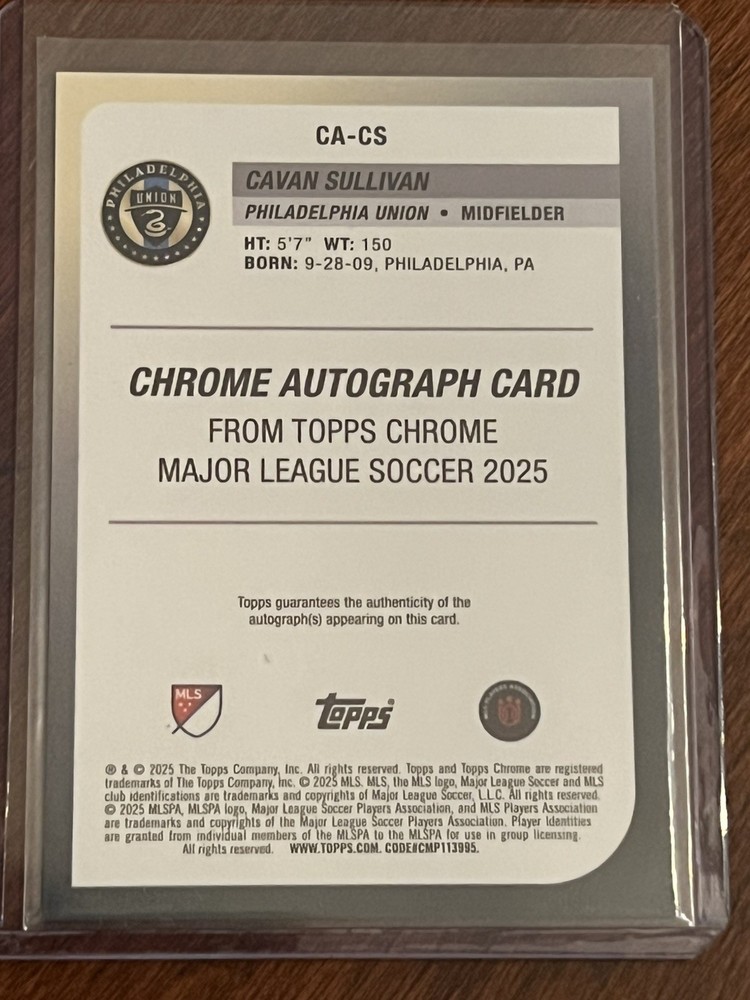 CA-CS
PHILADELPHIA
UNION
CAVAN SULLIVAN
PHILADELPHIA UNION • MIDFIELDER
HT: 5'7" WT: 150
BORN: 9-28-09, PHILADELPHIA, PA
CHROME AUTOGRAPH CARD
FROM TOPPS CHROME
MAJOR LEAGUE SOCCER 2025
Topps guarantees the authenticity of the
autograph(s) appearing on this card.
MLS
topps
® & © 2025 The Topps Company, Inc. All rights reserved. Topps and Topps Chrome are registered
trademarks of The Topps Company, Inc. © 2025 MLS. MLS, the MLS logo, Major League Soccer and MLS
club identifications are trademarks and copyrights of Major League Soccer, L.L.C. All rights reserved.
© 2025 MLSPA, MLSPA logo, Major League Soccer Players Association, and MLS Players Association
are trademarks and copyrights of the Major League Soccer Players Association. Player Identities
are granted from individual members of the MLSPA to the MLSPA for use in group licensing.
All rights reserved. WWW.TOPPS.COM. CODE#CMP113995.